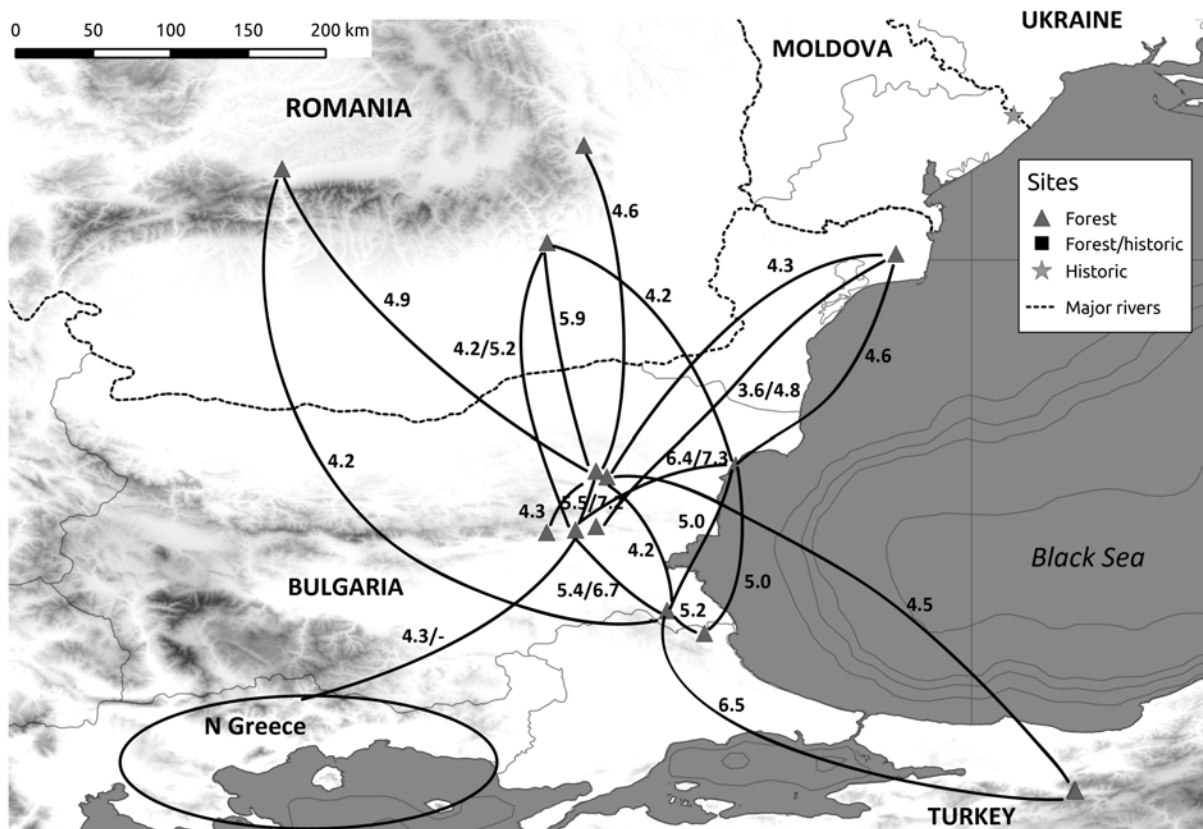 0 50 100 150 200 km
UKRAINE
MOLDOVA
ROMANIA
Sites
Forest
Forest/historic
Historic
Major rivers
4.6
4.3
4.2
4.9
5.9
4.2/5.2
4.6
3.6/4.8
4.2
6.4/7.3
4.3
5.5/7.2
5.0
4.2
Black Sea
BULGARIA
5.4/6.7
5.0
5.2
4.5
4.3/-
6.5
N Greece
TURKEY